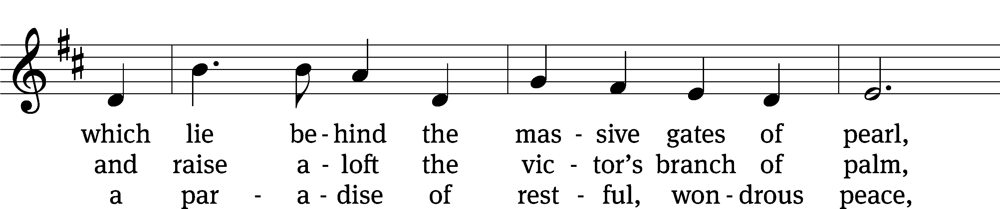 which lie be - hind the mas - sive gates of pearl,
and raise a - loft the vic - tor’s branch of palm,
a par - a - dise of rest - ful, won - drous peace,